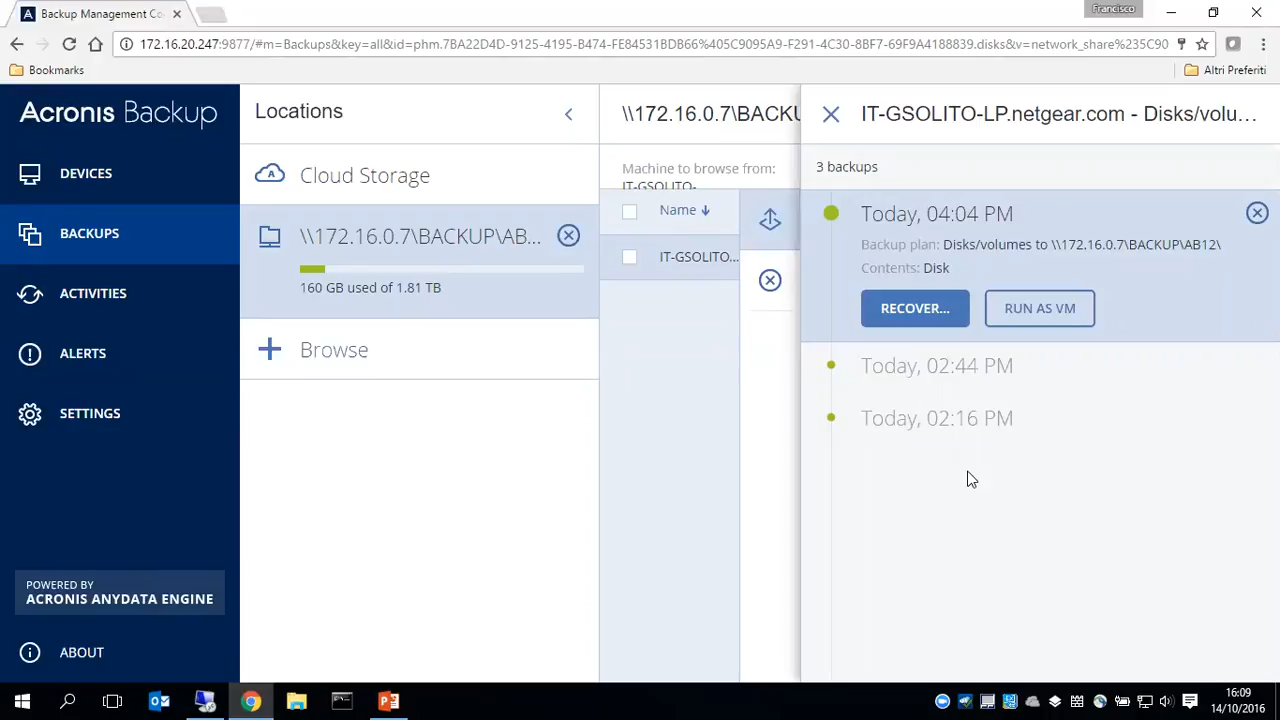 Backup Management Co
Francisco
172.16.20.247:9877/#m=Backups&key=all&id=phm.7BA22D4D-9125-4195-B474-FE84531BDB66%405C9095A9-F291-4C30-8BF7-69F9A4188839.disks&v=network_share%235C90
Bookmarks
Altri Preferiti
Acronis Backup
DEVICES
BACKUPS
ACTIVITIES
ALERTS
SETTINGS
POWERED BY
ACRONIS ANYDATA ENGINE
ABOUT
Locations
Cloud Storage
\\172.16.0.7\BACKUP\AB...
160 GB used of 1.81 TB
Browse
\\172.16.0.7\BACKU
Machine to browse from:
IT-GSOLITO-
Name
IT-GSOLITO...
IT-GSOLITO-LP.netgear.com - Disks/volu...
3 backups
Today, 04:04 PM
Backup plan: Disks/volumes to \\172.16.0.7\BACKUP\AB12\
Contents: Disk
RECOVER...
RUN AS VM
Today, 02:44 PM
Today, 02:16 PM
16:09
14/10/2016